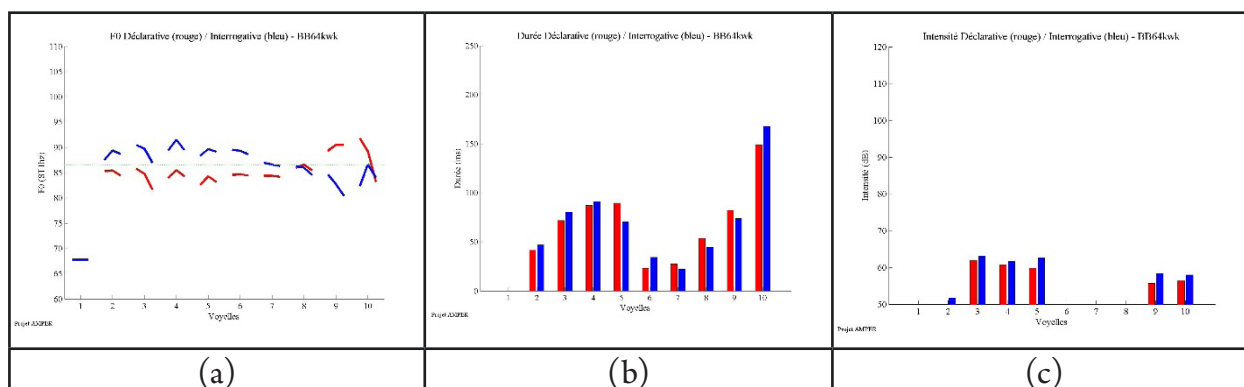 F0 Déclarative (rouge) / Interrogative (bleu) - BB64kwk
110
105
100
95
90
85
80
75
70
65
60
F0 (ST/hz)
1 2 3 4 5 6 7 8 9 10
Voyelles
Projet AMPER
(a)
Durée Déclarative (rouge) / Interrogative (bleu) - BB64kwk
250
200
150
100
50
0
Durée (ms)
1 2 3 4 5 6 7 8 9 10
Voyelles
Projet AMPER
(b)
Intensité Déclarative (rouge) / Interrogative (bleu) - BB64kwk
120
110
100
90
80
70
60
50
Intensité (dB)
1 2 3 4 5 6 7 8 9 10
Voyelles
Projet AMPER
(c)